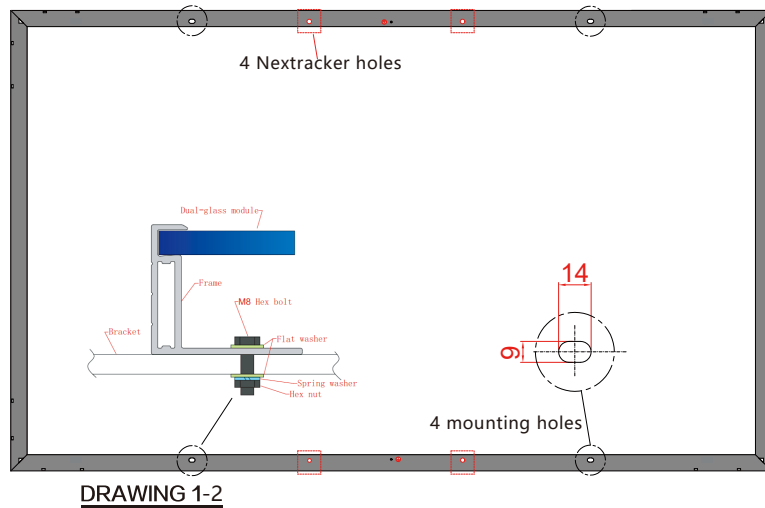 4 Nextracker holes
Dual=glass module
Frame
M8 Hex bolt
Bracket
Flat washer
Spring washer
Hex nut
14
9
4 mounting holes
DRAWING 1-2